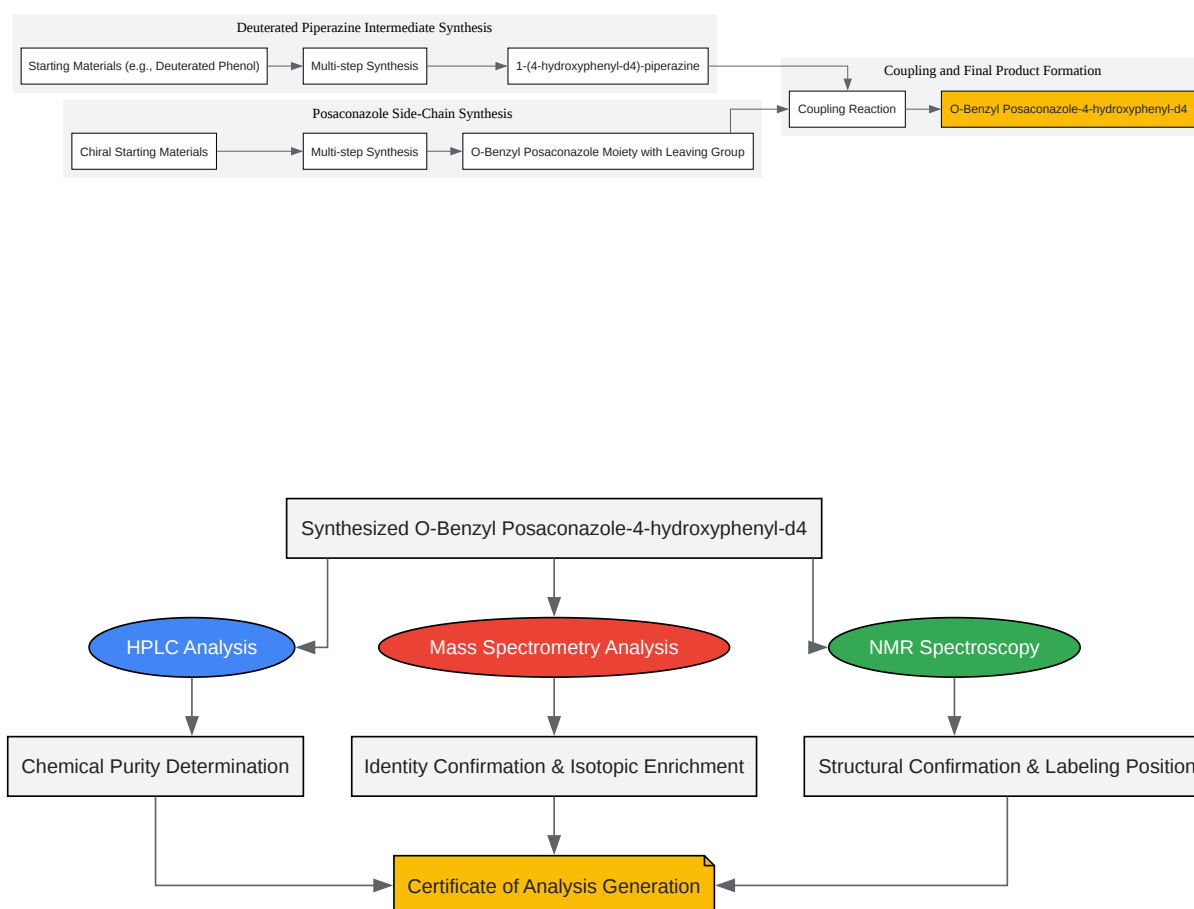 Deuterated Piperazine Intermediate Synthesis
Starting Materials (e.g., Deuterated Phenol)
Multi-step Synthesis
1-(4-hydroxyphenyl-d4)-piperazine
Posaconazole Side-Chain Synthesis
Chiral Starting Materials
Multi-step Synthesis
O-Benzyl Posaconazole Moiety with Leaving Group
Coupling and Final Product Formation
Coupling Reaction
O-Benzyl Posaconazole-4-hydroxyphenyl-d4
Synthesized O-Benzyl Posaconazole-4-hydroxyphenyl-d4
HPLC Analysis
Mass Spectrometry Analysis
NMR Spectroscopy
Chemical Purity Determination
Identity Confirmation & Isotopic Enrichment
Structural Confirmation & Labeling Position
Certificate of Analysis Generation